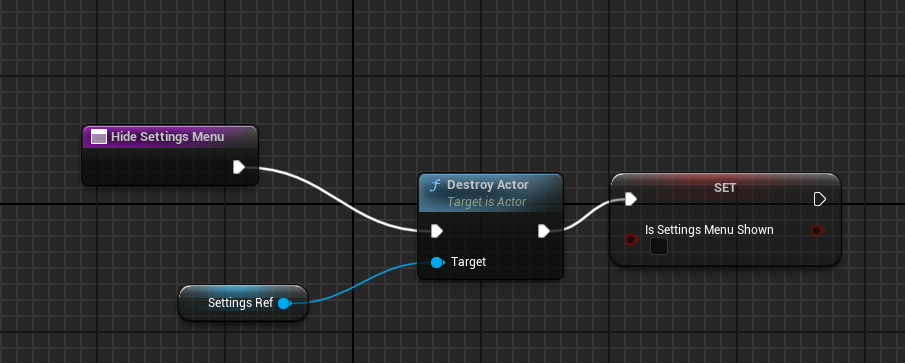 Hide Settings Menu
Destroy Actor
Target is Actor
SET
Is Settings Menu Shown
Target
Settings Ref